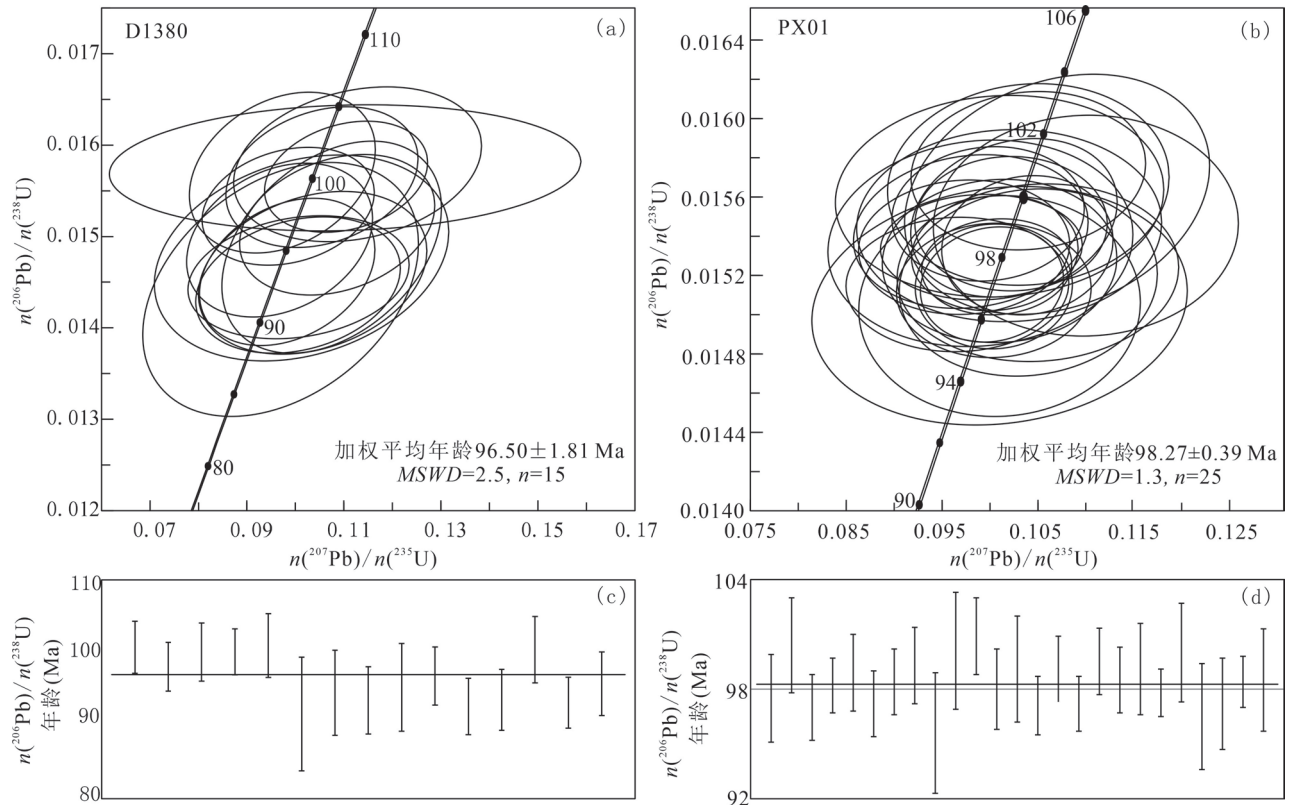 D1380
(a)
0.017
0.016
0.015
0.014
0.013
0.012
n(²⁰⁶Pb)/n(²³⁸U)
110
100
90
80
加权平均年龄96.50±1.81 Ma
MSWD=2.5, n=15
0.07 0.09 0.11 0.13 0.15 0.17
n(²⁰⁷Pb)/n(²³⁵U)
PX01
(b)
0.0164
0.0160
0.0156
0.0152
0.0148
0.0144
0.0140
n(²⁰⁶Pb)/n(²³⁸U)
106
102
98
94
90
加权平均年龄98.27±0.39 Ma
MSWD=1.3, n=25
0.075 0.085 0.095 0.105 0.115 0.125
n(²⁰⁷Pb)/n(²³⁵U)
(c)
110
100
90
80
n(²⁰⁶Pb)/n(²³⁸U)
年龄(Ma)
(d)
104
98
92
n(²⁰⁶Pb)/n(²³⁸U)
年龄(Ma)